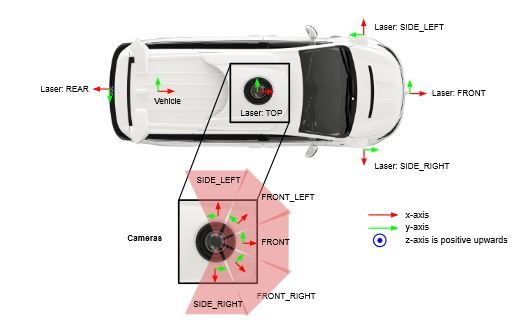 Laser: SIDE_LEFT
Laser: REAR
Vehicle
Laser: TOP
Laser: FRONT
Laser: SIDE_RIGHT
SIDE_LEFT
FRONT_LEFT
Cameras
FRONT
SIDE_RIGHT
FRONT_RIGHT
x-axis
y-axis
z-axis is positive upwards